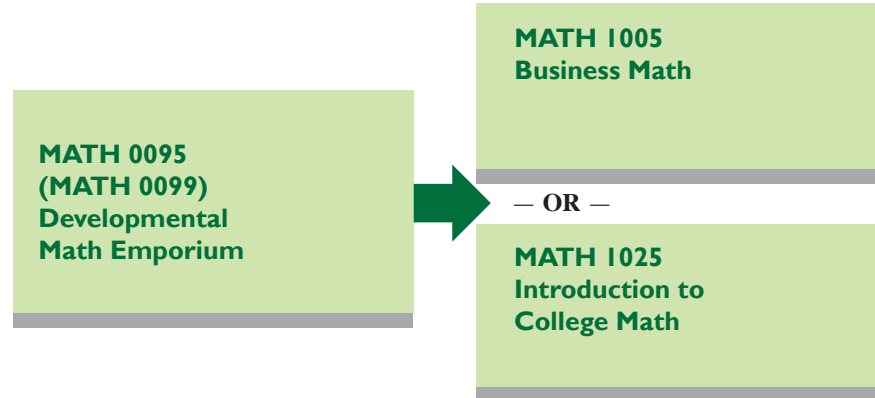 MATH 0095
(MATH 0099)
Developmental
Math Emporium
MATH 1005
Business Math
— OR —
MATH 1025
Introduction to
College Math